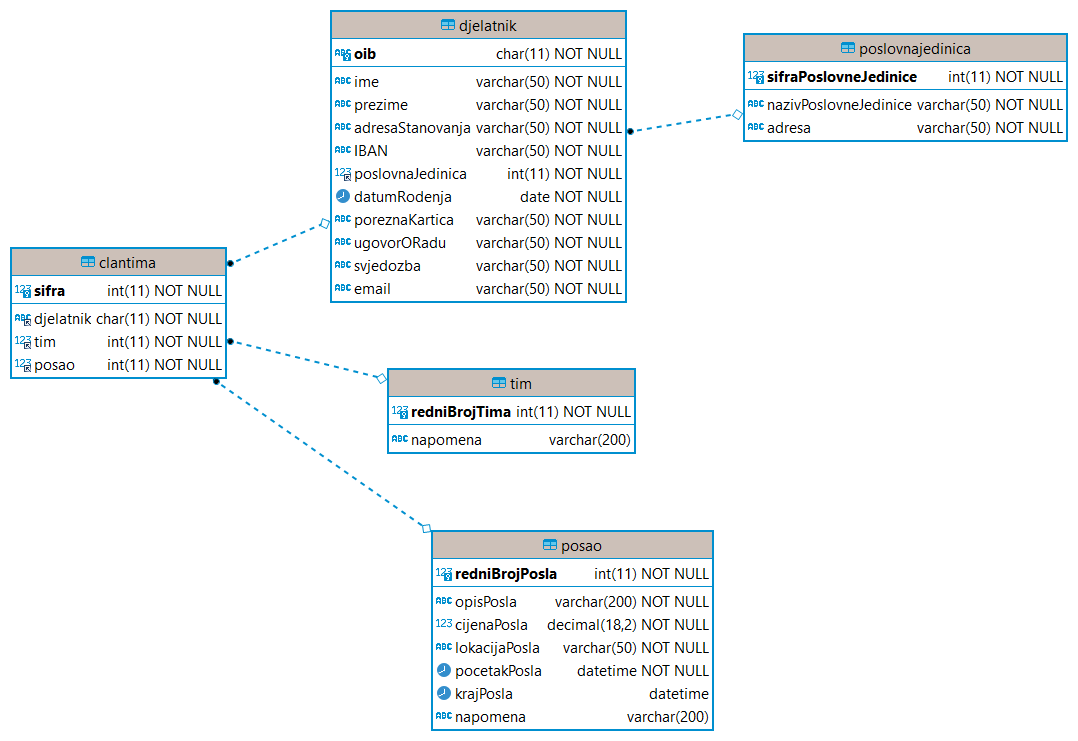 djelatnik
oib char(11) NOT NULL
ime varchar(50) NOT NULL
prezime varchar(50) NOT NULL
adresaStanovanja varchar(50) NOT NULL
IBAN varchar(50) NOT NULL
poslovnaJedinica int(11) NOT NULL
datumRodenja date NOT NULL
poreznaKartica varchar(50) NOT NULL
ugovorORadu varchar(50) NOT NULL
svjedozba varchar(50) NOT NULL
email varchar(50) NOT NULL
poslovnajedinica
sifraPoslovneJedinice int(11) NOT NULL
nazivPoslovneJedinice varchar(50) NOT NULL
adresa varchar(50) NOT NULL
clantima
sifra int(11) NOT NULL
djelatnik char(11) NOT NULL
tim int(11) NOT NULL
posao int(11) NOT NULL
tim
redniBrojTima int(11) NOT NULL
napomena varchar(200)
posao
redniBrojPosla int(11) NOT NULL
opisPosla varchar(200) NOT NULL
cijenaPosla decimal(18,2) NOT NULL
lokacijaPosla varchar(50) NOT NULL
pocetakPosla datetime NOT NULL
krajPosla datetime
napomena varchar(200)